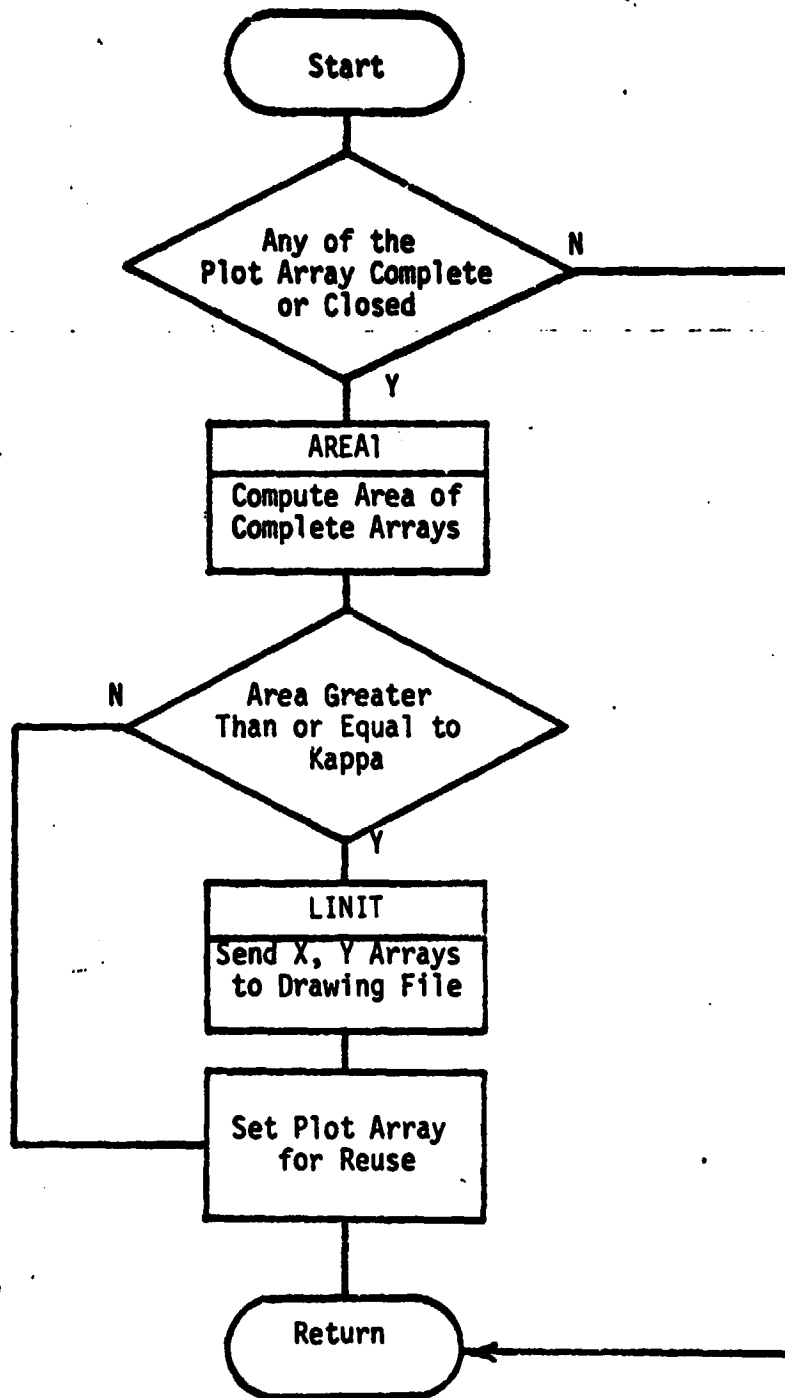 Start
Any of the
Plot Array Complete
or Closed
N
Y
AREA1
Compute Area of
Complete Arrays
N
Area Greater
Than or Equal to
Kappa
Y
LINIT
Send X, Y Arrays
to Drawing File
Set Plot Array
for Reuse
Return